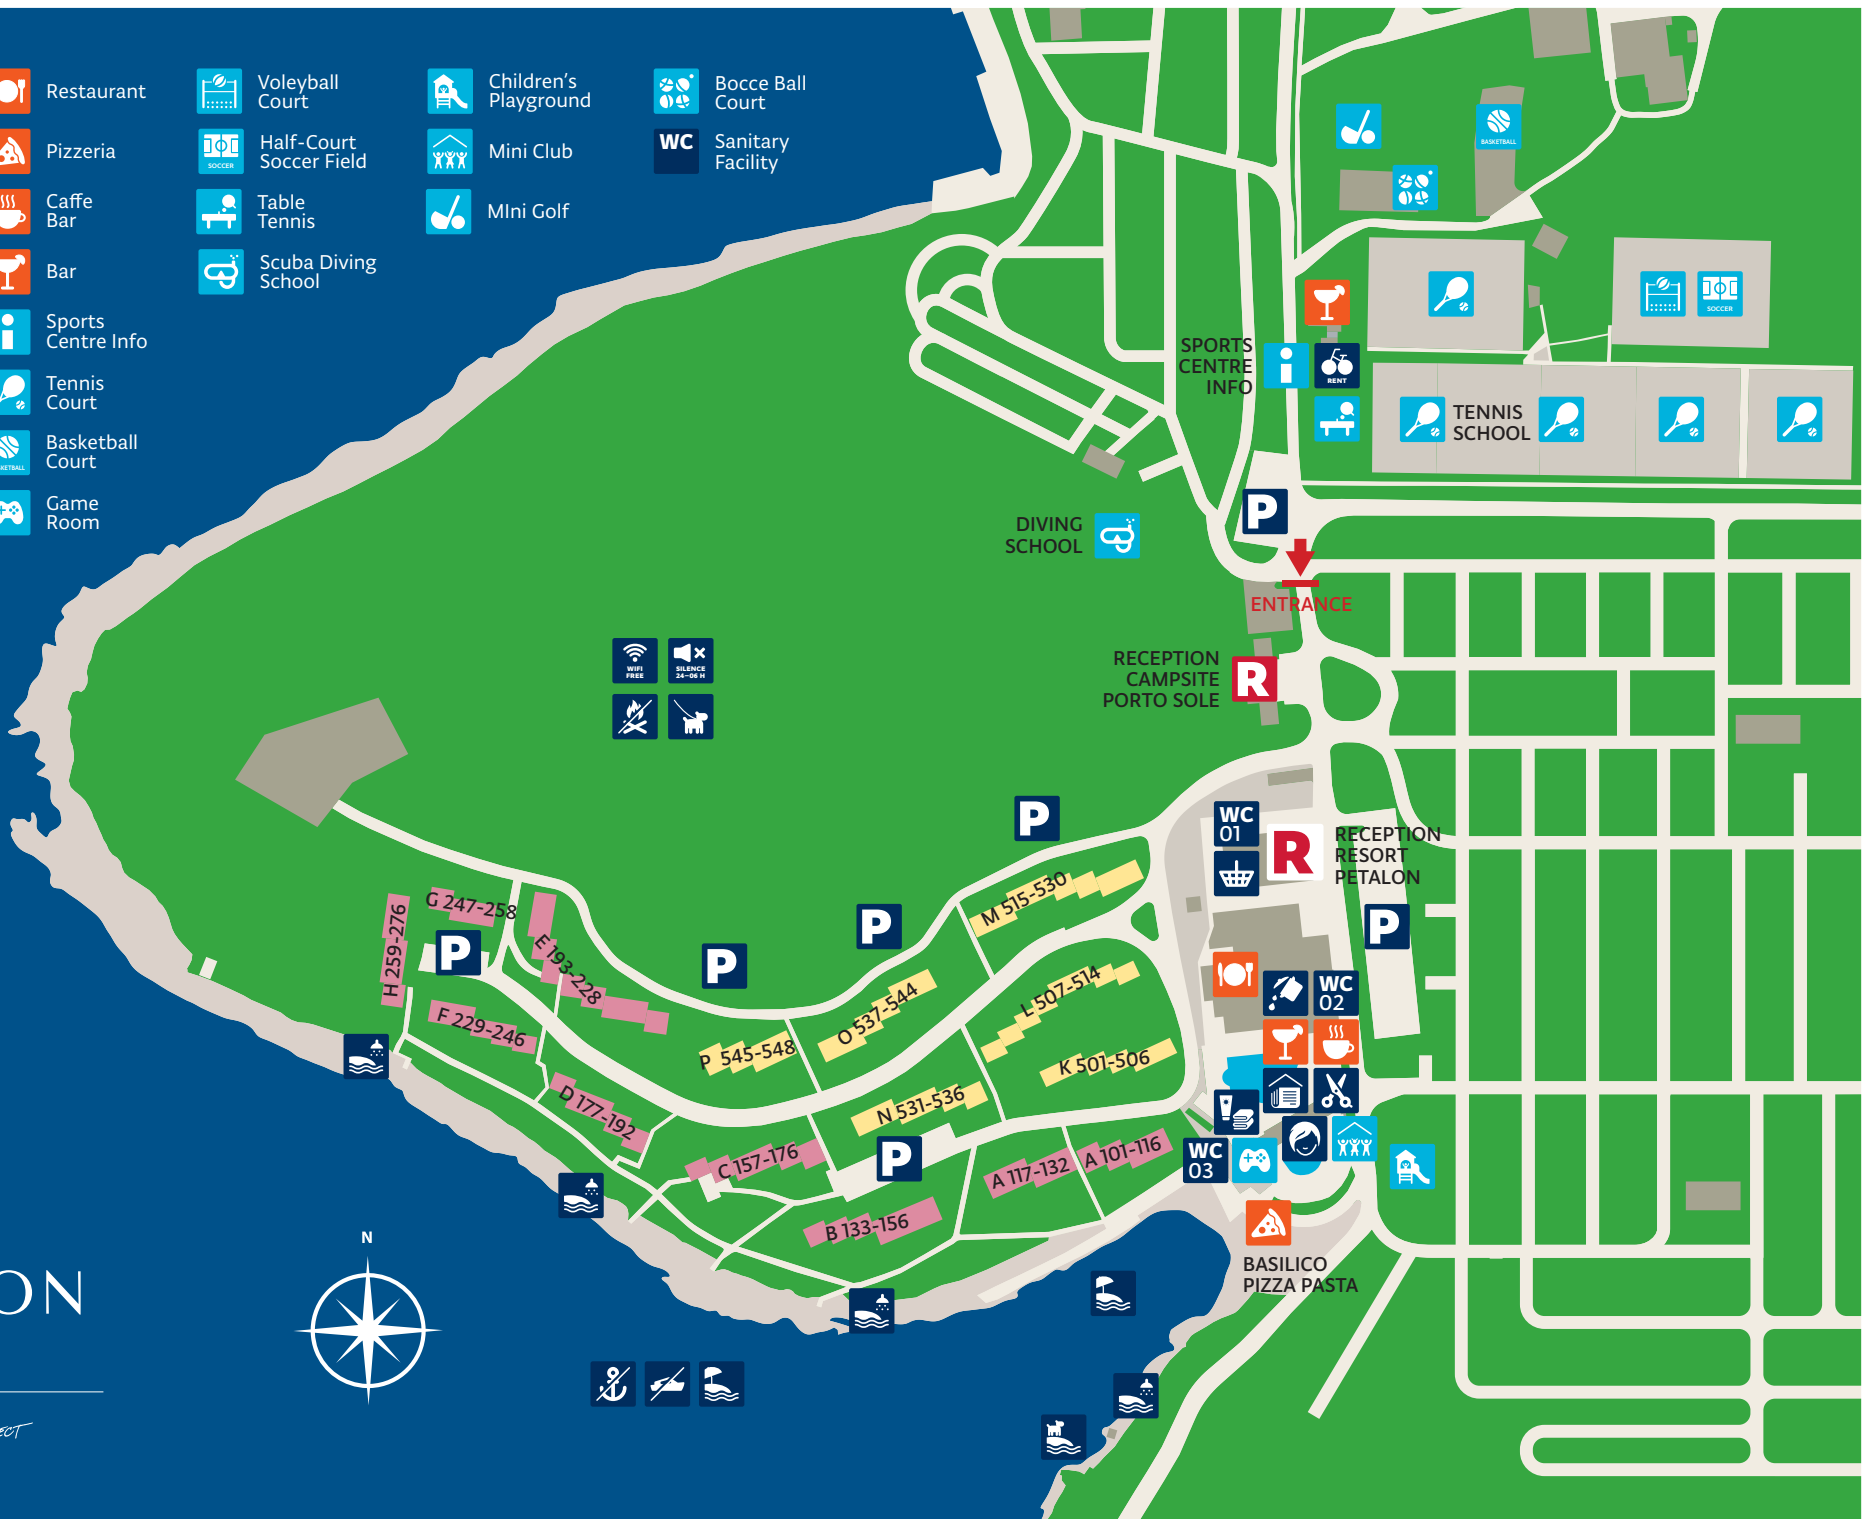 Restaurant
Pizzeria
Caffe
Bar
Bar
Sports
Centre Info
Tennis
Court
KETBALL
Basketball
Court
Game
Room
Voleyball
Court
SOCCER
Half-Court
Soccer Field
Table
Tennis
Scuba Diving
School
Children's
Playground
Mini Club
MIni Golf
Bocce Ball
Court
WC
Sanitary
Facility
BASKETBALL
SOCCER
SPORTS
CENTRE
INFO
RENT
TENNIS
SCHOOL
P
DIVING
SCHOOL
ENTRANCE
RECEPTION
CAMPSITE
PORTO SOLE
R
WIFI
FREE
SILENCE
24-06 H
P
WC
01
R
RECEPTION
RESORT
PETALON
M 515-530
G 247-258
H 259-276
P
E 193-228
P
P
P
O 537-544
L 507-514
WC
02
F 229-246
P 545-548
K 501-506
D 177-192
N 531-536
C 157-176
P
A 117-132
A 101-116
WC
03
B 133-156
BASILICO
PIZZA PASTA
N
ON
ECT